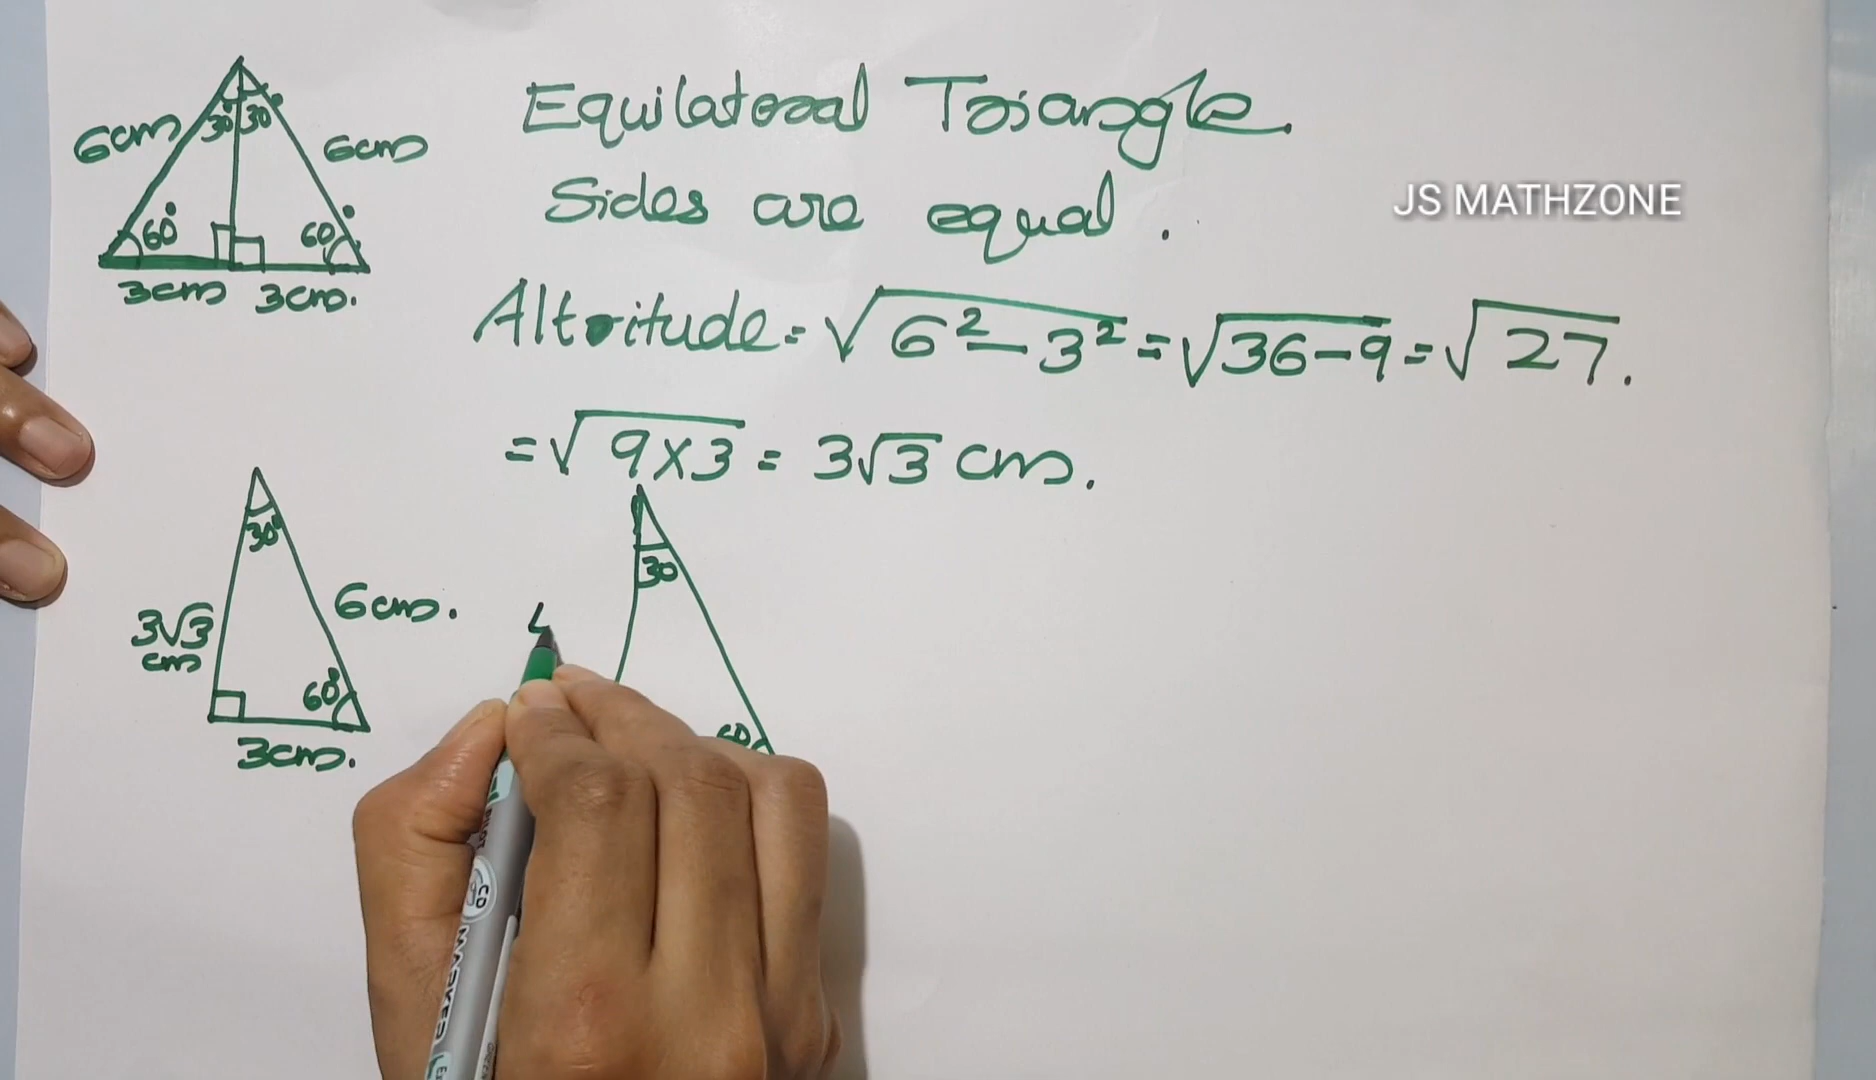 Equilateral Triangle.
Sides are equal.
JS MATHZONE
6cm 30 30 6cm
60° 60°
3cm 3cm.
Altitude = √6² - 3² = √36-9 = √27.
= √9×3 = 3√3 cm.
30°
3√3
cm
6cm.
60°
3cm.
30
60